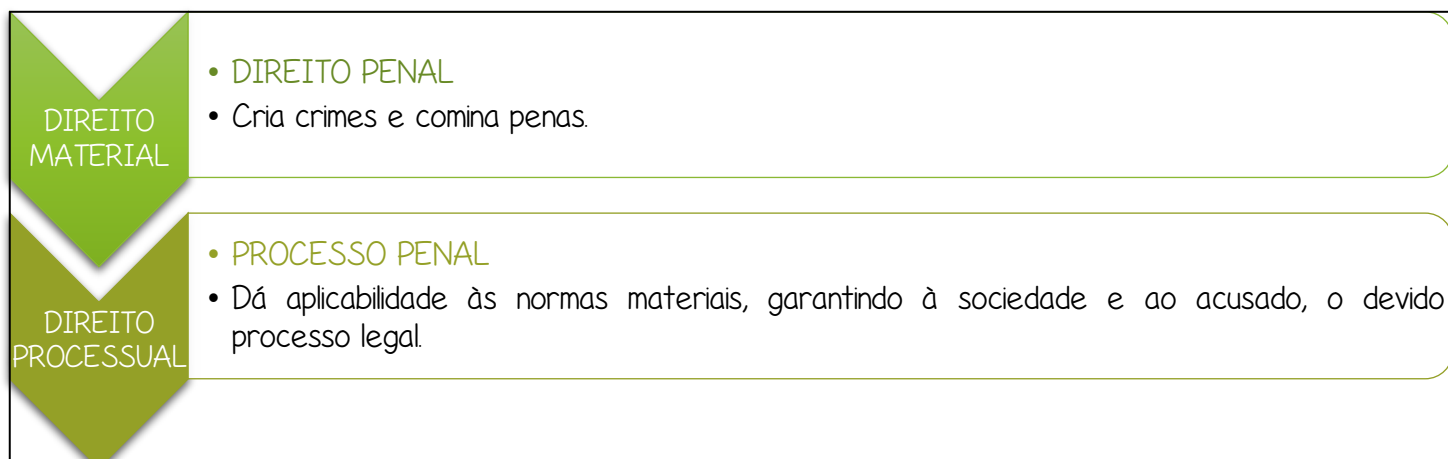 DIREITO
MATERIAL
• DIREITO PENAL
• Cria crimes e comina penas.
DIREITO
PROCESSUAL
• PROCESSO PENAL
• Dá aplicabilidade às normas materiais, garantindo à sociedade e ao acusado, o devido
processo legal.